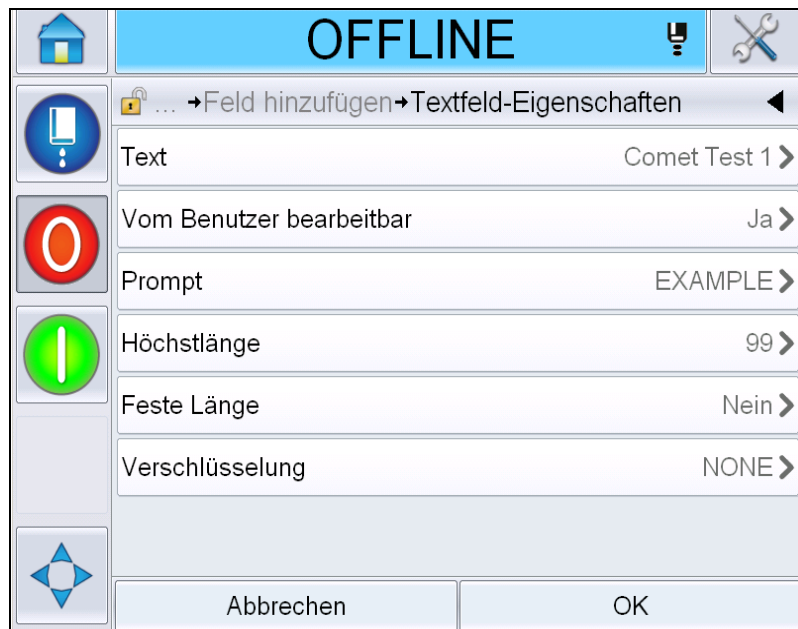 OFFLINE
... →Feld hinzufügen→Textfeld-Eigenschaften
Text Comet Test 1
Vom Benutzer bearbeitbar Ja
Prompt EXAMPLE
Höchstlänge 99
Feste Länge Nein
Verschlüsselung NONE
Abbrechen OK